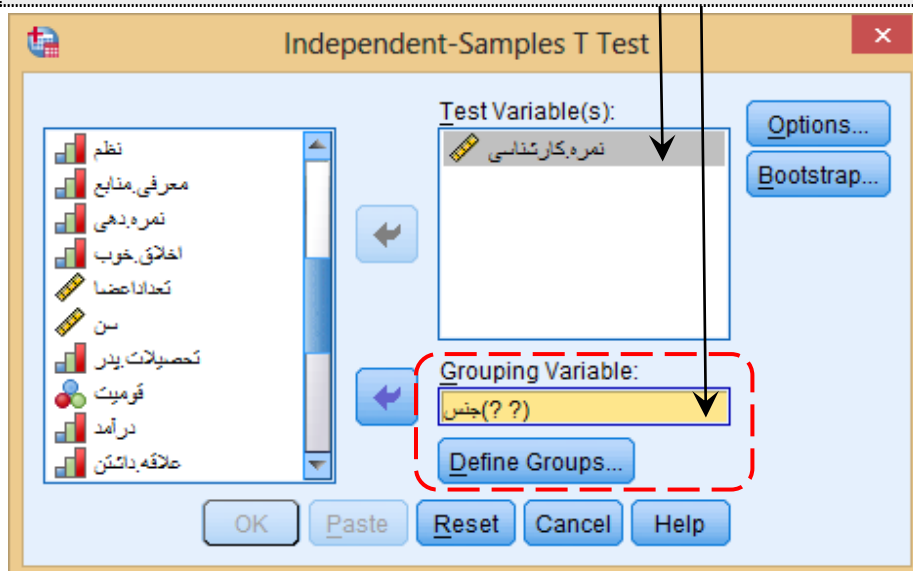 Independent-Samples T Test
نظم
معرفی.منابع
نمره.دهی
اخلاق.خوب
تعداداعضا
سن
تحصیلات.پدر
قومیت
درآمد
علاقه.داشتن
Test Variable(s):
نمره.کارشناسی
Options...
Bootstrap...
Grouping Variable:
جنس(? ?)
Define Groups...
OK Paste Reset Cancel Help